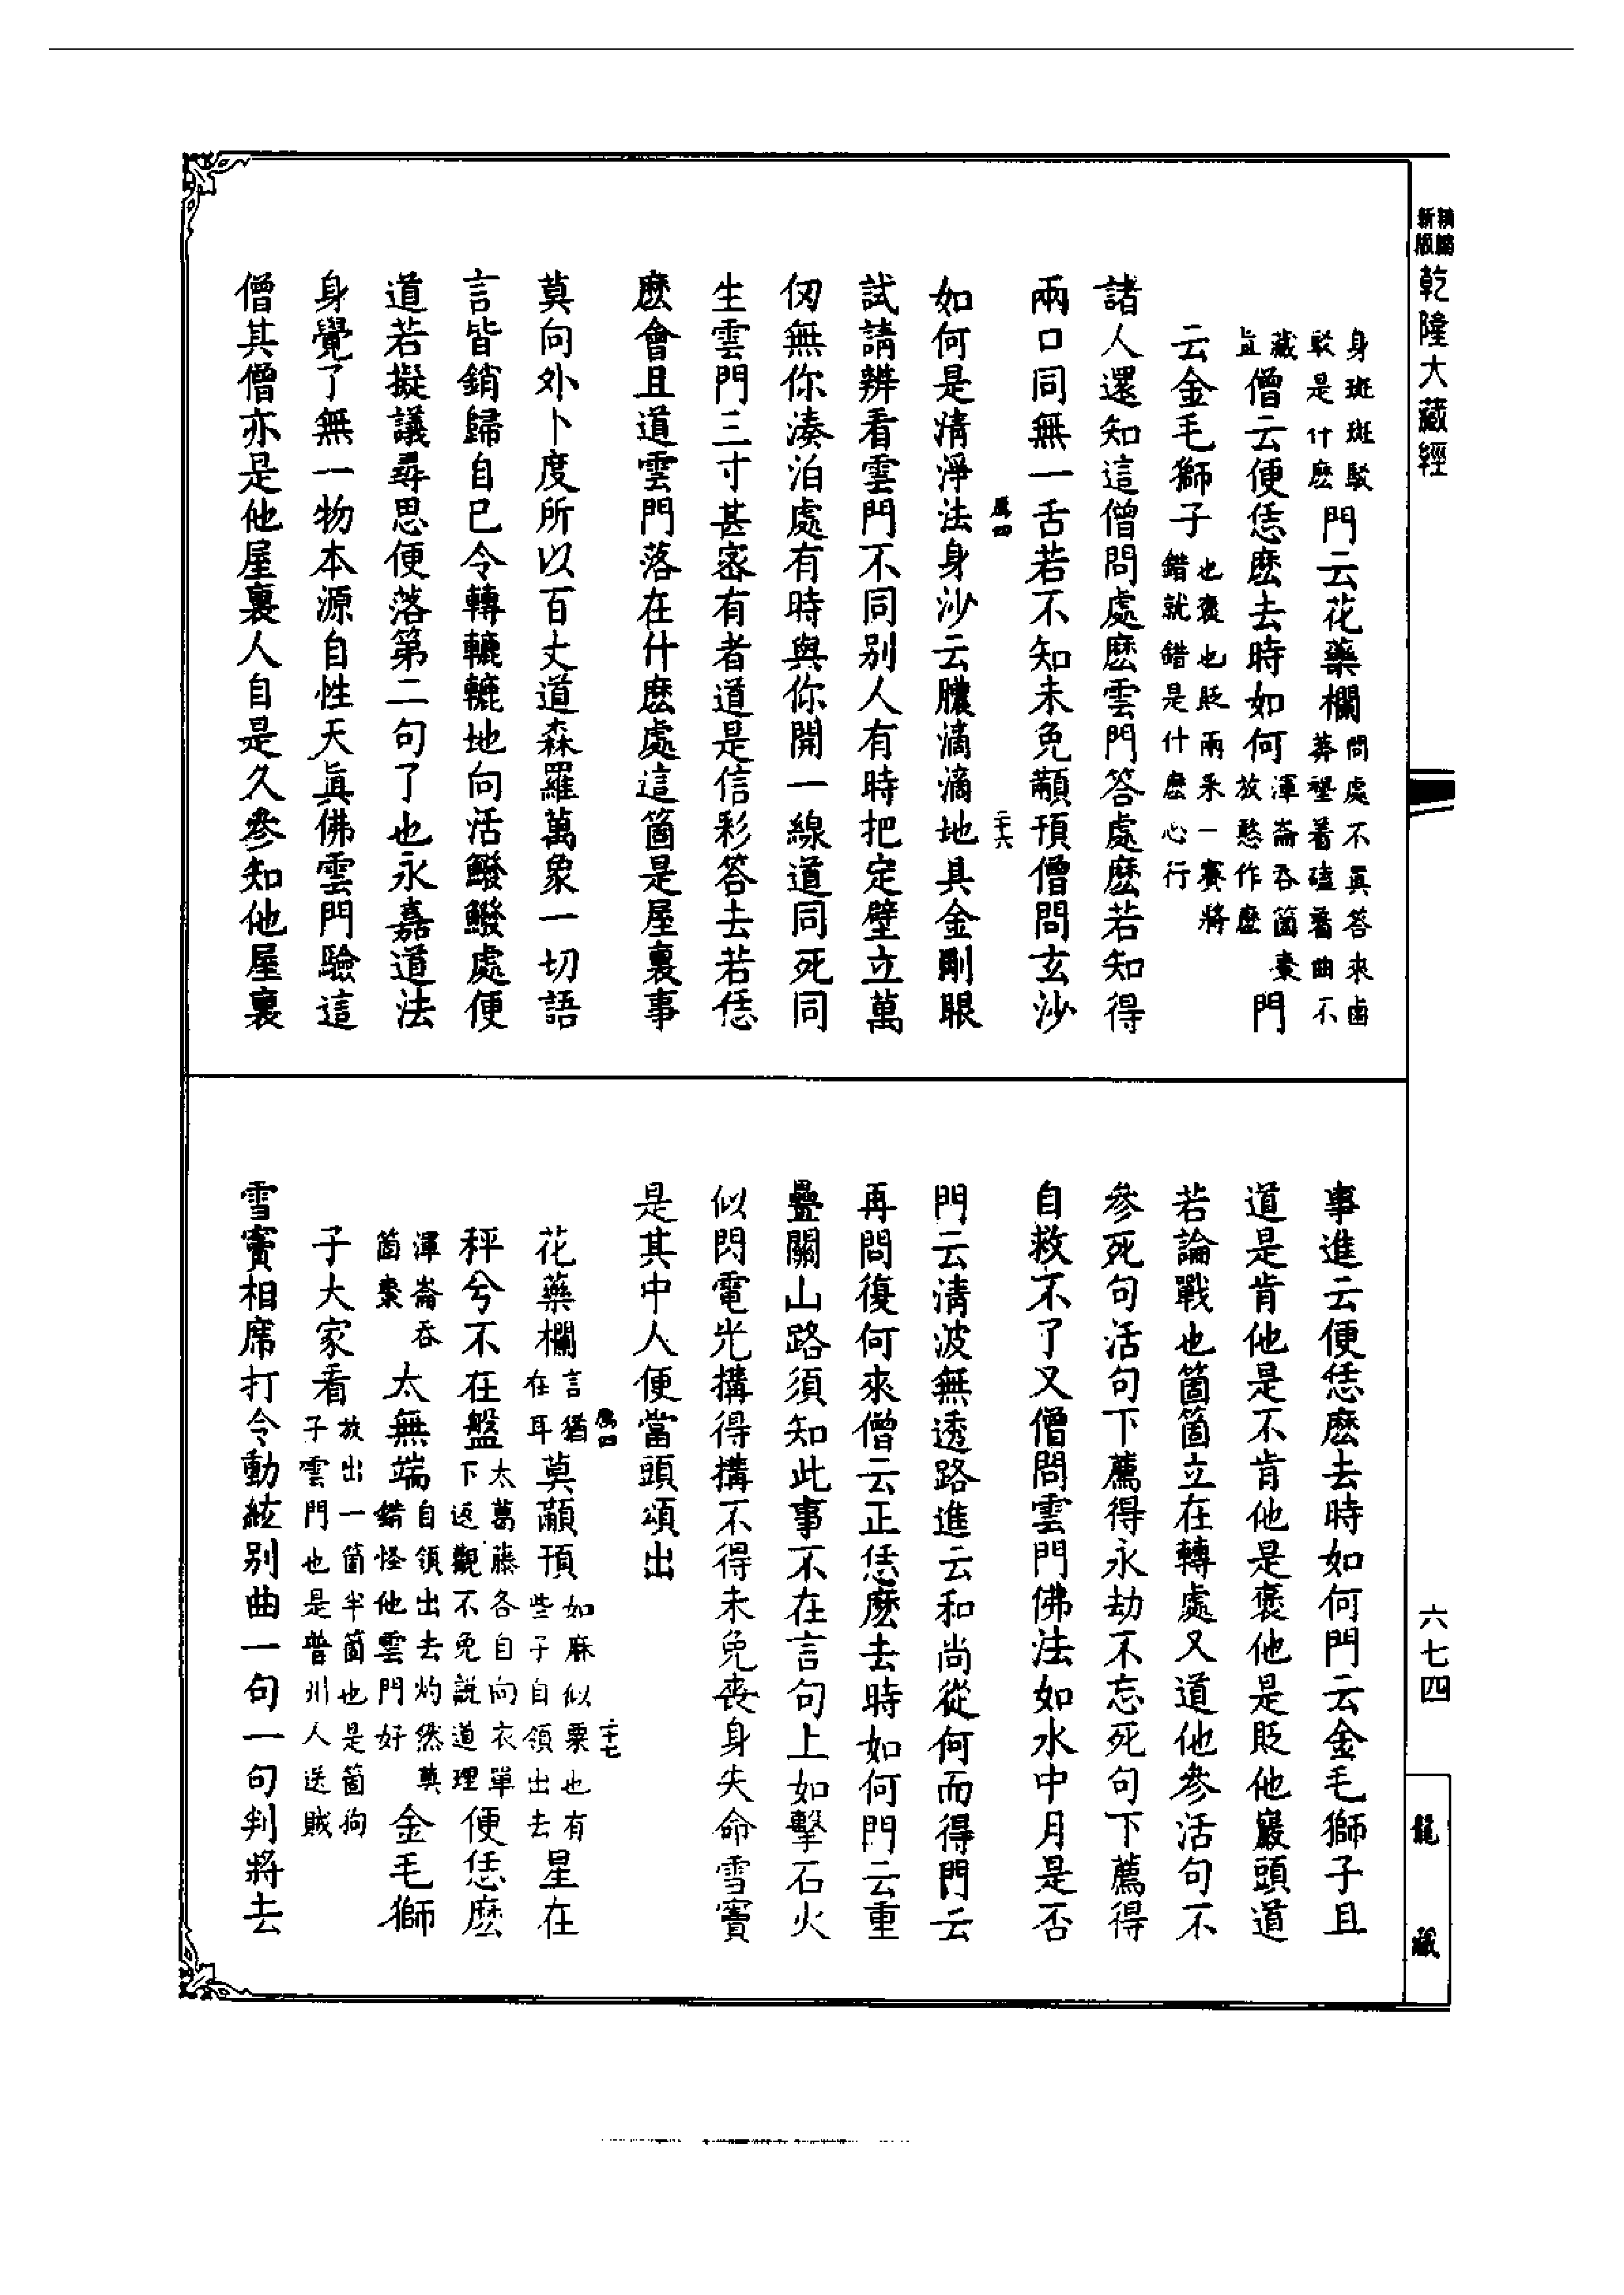 新版
乾隆大藏經
身斑斑駁
駁是什麽
門云花藥欄
問處不眞答來鹵
莽𡎺着磕著曲不
藏
直
僧云便恁麽去時如何
渾崙吞箇棗
放憨作麽
門
云金毛獅子
也褒也貶兩采一賽將
錯就錯是什麽心行
諸人還知這僧問處麽雲門答處麽若知得
兩口同無一舌若不知未免顢頇僧問玄沙
如何是清淨法身沙云膿滴滴地具金剛眼
試請辨看雲門不同別人有時把定壁立萬
仞無你湊泊處有時與你開一線道同死同
生雲門三寸甚密有者道是信彩答去若恁
麽會且道雲門落在什麽處這箇是屋裏事
莫向外卜度所以百丈道森羅萬象一切語
言皆銷歸自己令轉轆轆地向活鱍鱍處便
道若擬議尋思便落第二句了也永嘉道法
身覺了無一物本源自性天眞佛雲門驗這
僧其僧亦是他屋裏人自是久參知他屋裏
二十六
事進云便恁麽去時如何門云金毛獅子且
道是肯他是不肯他是褒他是貶他巖頭道
若論戰也箇箇立在轉處又道他參活句不
參死句活句下薦得永劫不忘死句下薦得
自救不了又僧問雲門佛法如水中月是否
門云清波無透路進云和尚從何而得門云
再問復何來僧云正恁麽去時如何門云重
疊關山路須知此事不在言句上如擊石火
似閃電光搆得搆不得未免喪身失命雪竇
是其中人便當頭頌出
二十七
花藥欄
言猶
在耳
莫顢頇
如麻似粟也有
些子自領出去
星在
秤兮不在盤
太葛藤各自向衣單
下返觀不免説道理
便恁麽
渾崙吞
箇棗
太無端
自領出去灼然莫
錯怪他雲門好
金毛獅
子大家看
放出一箇半箇也是箇狗
子雲門也是普州人送賊
雪竇相席打令動絃別曲一句一句判將去
六七四
龍藏